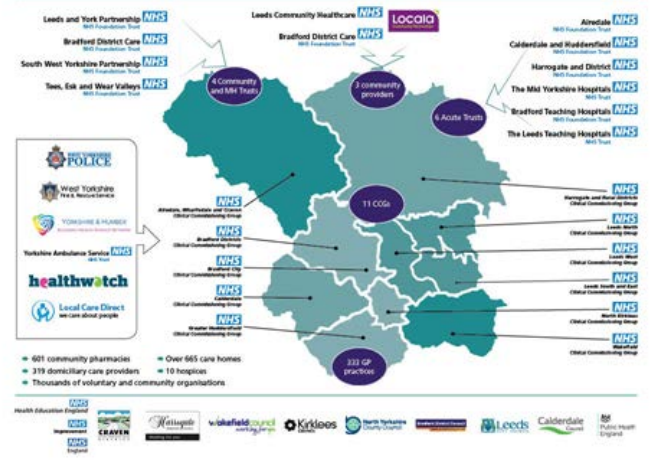 Leeds and York Partnership NHS
NHS Foundation Trust
Bradford District Care NHS
NHS Foundation Trust
South West Yorkshire Partnership NHS
NHS Foundation Trust
Tees, Esk and Wear Valleys NHS
NHS Foundation Trust
Leeds Community Healthcare NHS
NHS Trust
Locala
Bradford District Care NHS
NHS Foundation Trust
Airedale NHS
NHS Foundation Trust
Calderdale and Huddersfield NHS
NHS Foundation Trust
Harrogate and District NHS
NHS Foundation Trust
The Mid Yorkshire Hospitals NHS
NHS Trust
Bradford Teaching Hospitals NHS
NHS Foundation Trust
The Leeds Teaching Hospitals NHS
NHS Trust
4 Community
and MH Trusts
3 community
providers
6 Acute Trusts
11 CCGs
333 GP
practices
WEST YORKSHIRE
POLICE
West Yorkshire
Fire & Rescue Service
YORKSHIRE & HUMBER
Yorkshire Ambulance Service NHS
NHS Trust
healthwatch
Local Care Direct
we care about people
NHS
Airedale, Wharfedale and Craven
Clinical Commissioning Group
NHS
Bradford Districts
Clinical Commissioning Group
NHS
Bradford City
Clinical Commissioning Group
NHS
Calderdale
Clinical Commissioning Group
NHS
Greater Huddersfield
Clinical Commissioning Group
NHS
Harrogate and Rural District
Clinical Commissioning Group
NHS
Leeds North
Clinical Commissioning Group
NHS
Leeds West
Clinical Commissioning Group
NHS
Leeds South and East
Clinical Commissioning Group
NHS
North Kirklees
Clinical Commissioning Group
NHS
Wakefield
Clinical Commissioning Group
601 community pharmacies
319 domiciliary care providers
Thousands of voluntary and community organisations
Over 665 care homes
10 hospices
NHS
Health Education England
NHS
Improvement
NHS
England
CRAVEN
DISTRICT
Harrogate
wakefieldcouncil
working for you
Kirklees
COUNCIL
North Yorkshire
County Council
Leeds
CITY COUNCIL
Calderdale
Council
Public Health
England